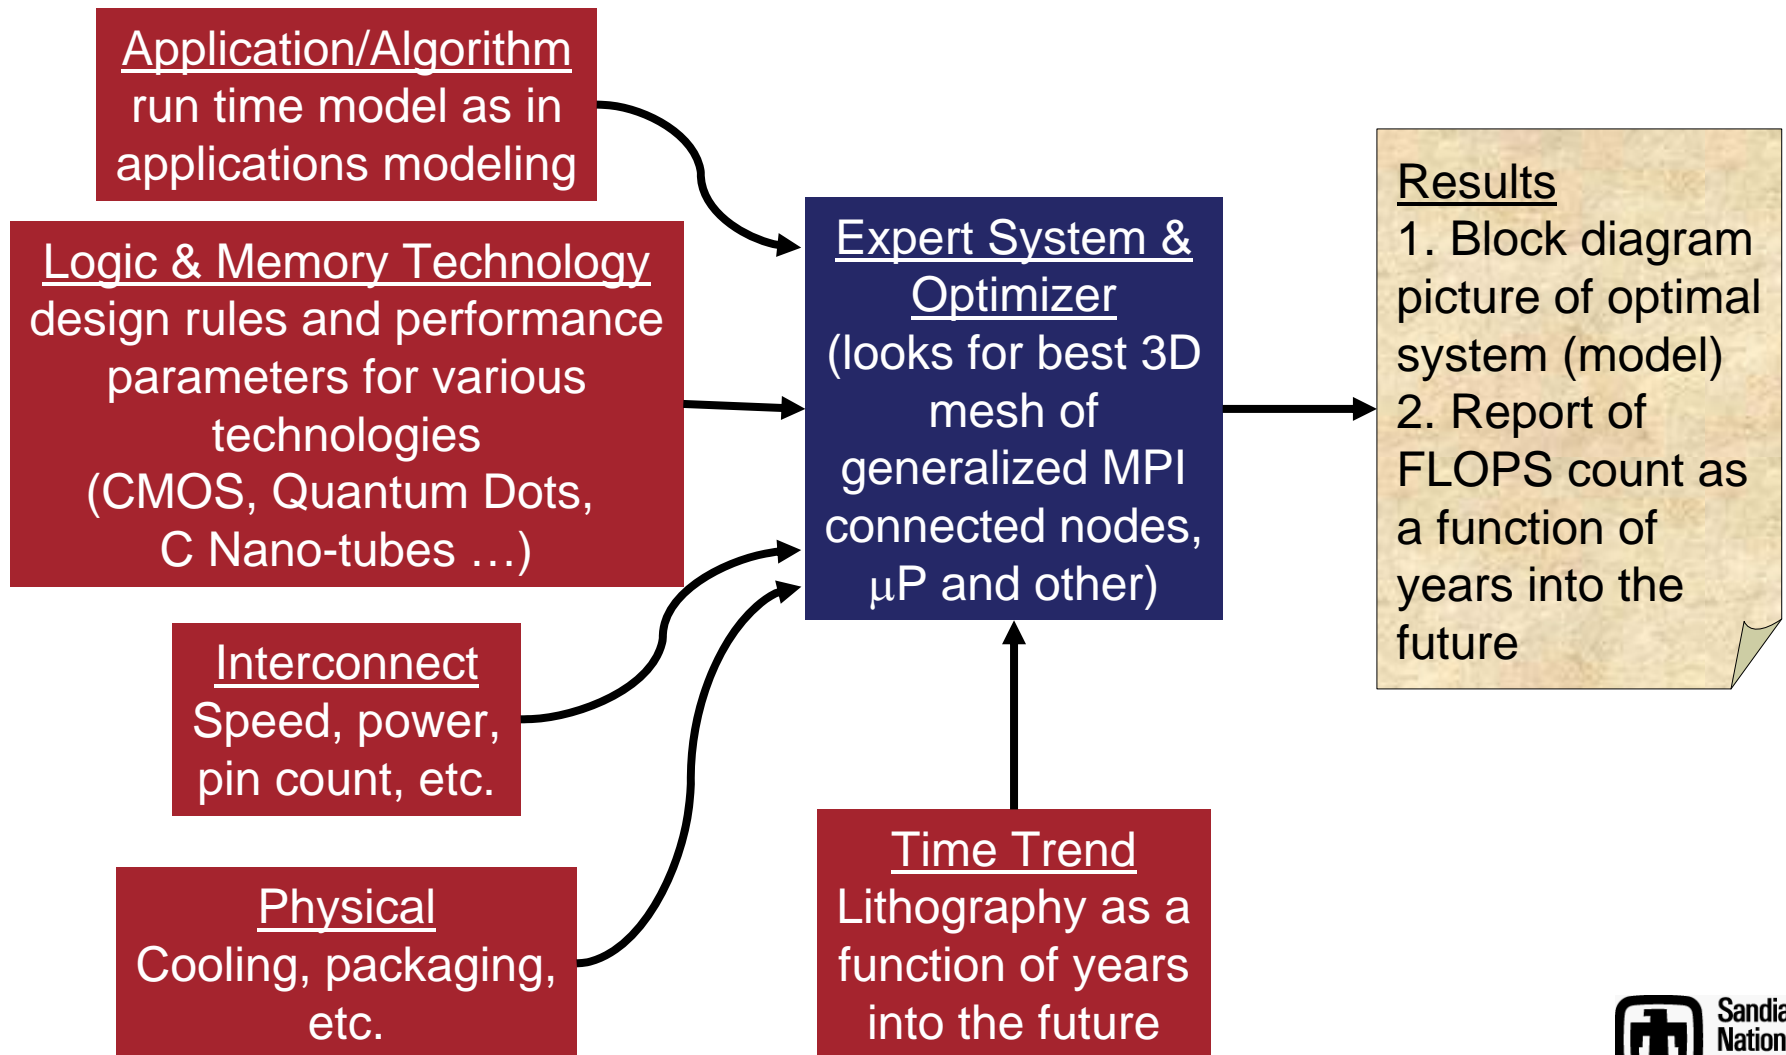 Application/Algorithm
run time model as in
applications modeling
Logic & Memory Technology
design rules and performance
parameters for various
technologies
(CMOS, Quantum Dots,
C Nano-tubes …)
Interconnect
Speed, power,
pin count, etc.
Physical
Cooling, packaging,
etc.
Expert System &
Optimizer
(looks for best 3D
mesh of
generalized MPI
connected nodes,
μP and other)
Time Trend
Lithography as a
function of years
into the future
Results
1. Block diagram
picture of optimal
system (model)
2. Report of
FLOPS count as
a function of
years into the
future
Sandia
Nation